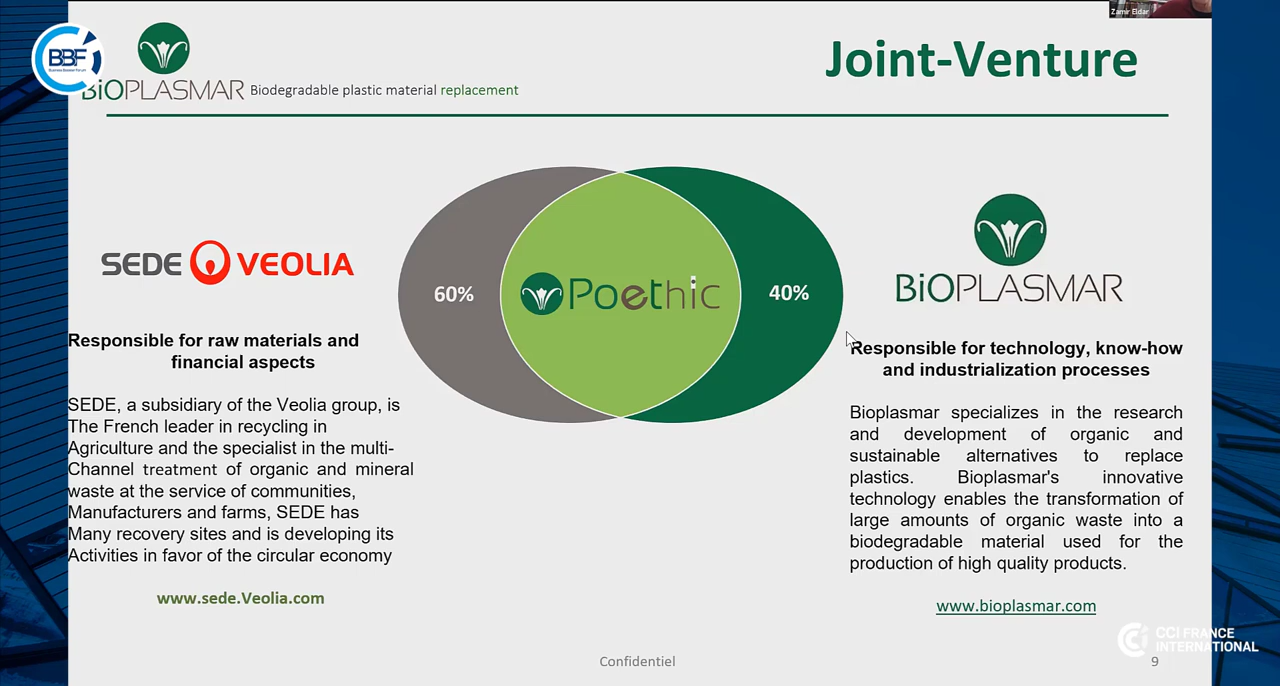 Zamir Eldar
BBF
Business Booster Forum
BiOPLASMAR Biodegradable plastic material replacement
Joint-Venture
SEDE VEOLIA
60%
Poethic
40%
BiOPLASMAR
Responsible for raw materials and
financial aspects
SEDE, a subsidiary of the Veolia group, is
The French leader in recycling in
Agriculture and the specialist in the multi-
Channel treatment of organic and mineral
waste at the service of communities,
Manufacturers and farms, SEDE has
Many recovery sites and is developing its
Activities in favor of the circular economy
www.sede.Veolia.com
Responsible for technology, know-how
and industrialization processes
Bioplasmar specializes in the research
and development of organic and
sustainable alternatives to replace
plastics. Bioplasmar's innovative
technology enables the transformation of
large amounts of organic waste into a
biodegradable material used for the
production of high quality products.
www.bioplasmar.com
CCI FRANCE
INTERNATIONAL
Confidentiel
9